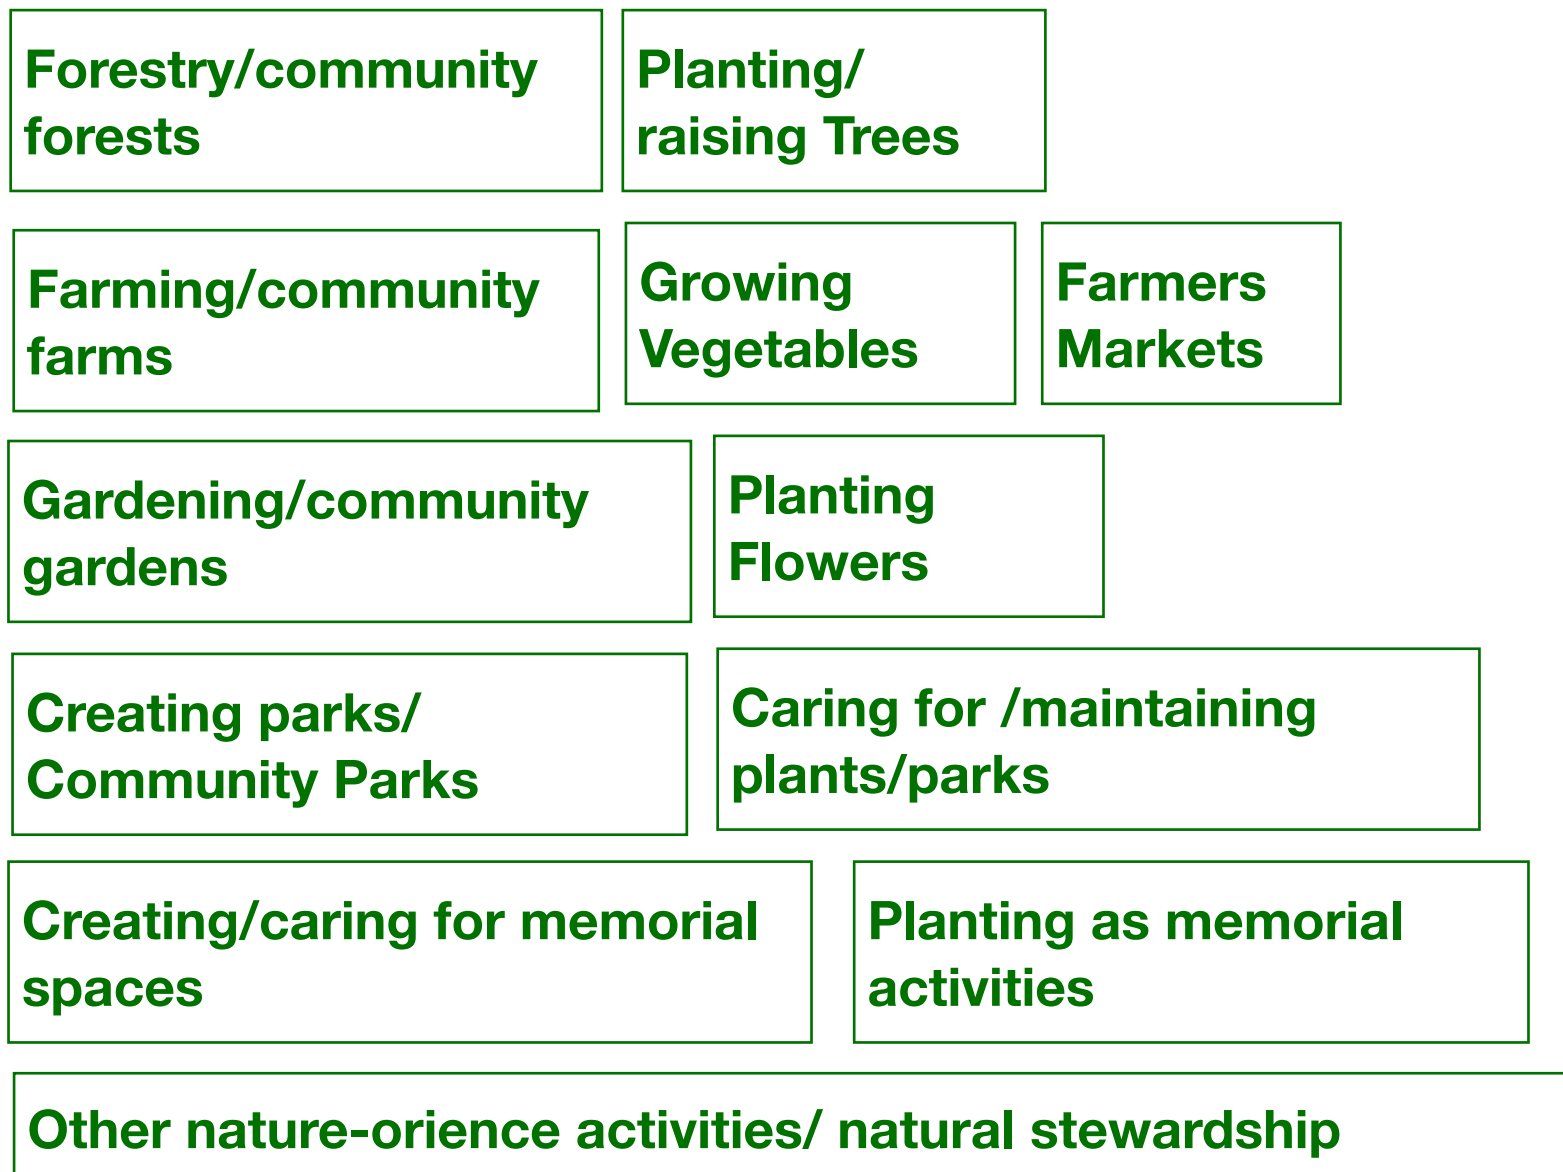 Forestry/community
forests
Planting/
raising Trees
Farming/community
farms
Growing
Vegetables
Farmers
Markets
Gardening/community
gardens
Planting
Flowers
Creating parks/
Community Parks
Caring for /maintaining
plants/parks
Creating/caring for memorial
spaces
Planting as memorial
activities
Other nature-orience activities/ natural stewardship